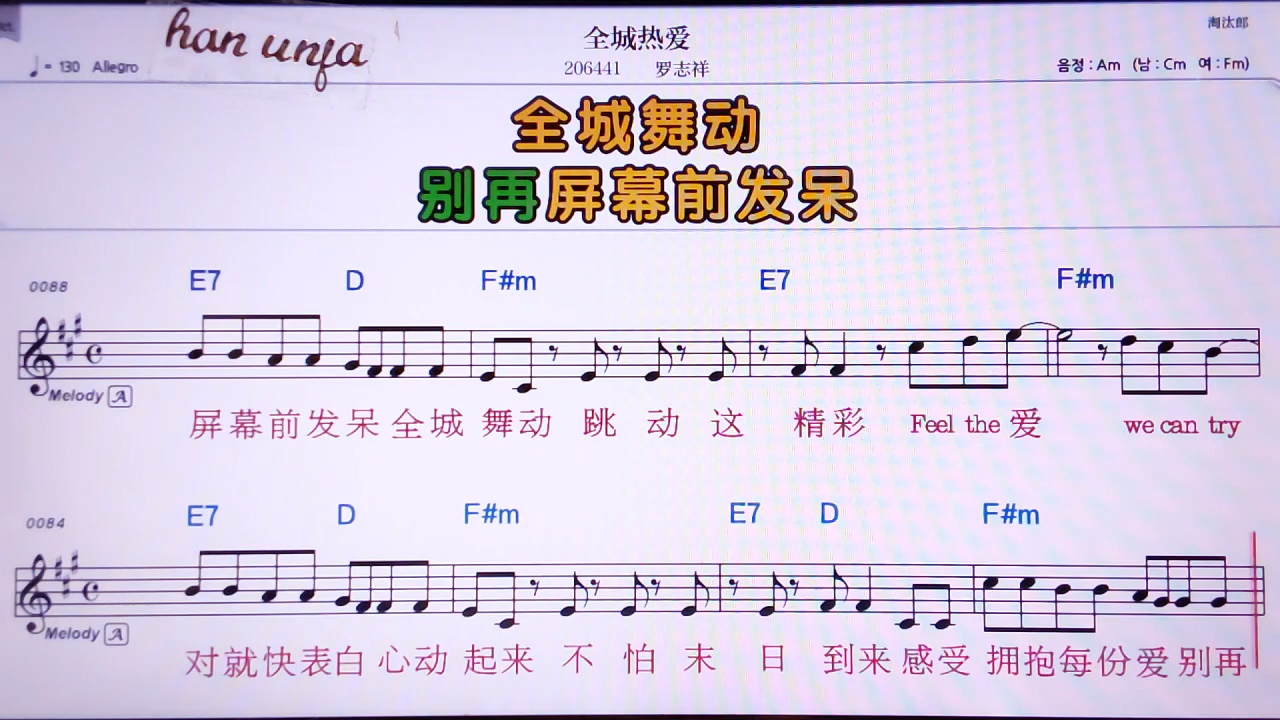 han unfa
全城热爱
淘汰郎
♩= 130 Allegro
206441 罗志祥
음정 : Am (남 : Cm 여 : Fm)
全城舞动
别再屏幕前发呆
0088 E7 D F#m E7 F#m
Melody A
屏幕前发呆 全城 舞动 跳 动 这 精彩 Feel the 爱 we can try
0084 E7 D F#m E7 D F#m
Melody A
对就快表白 心动 起来 不 怕 末 日 到来 感受 拥抱每份爱 别再